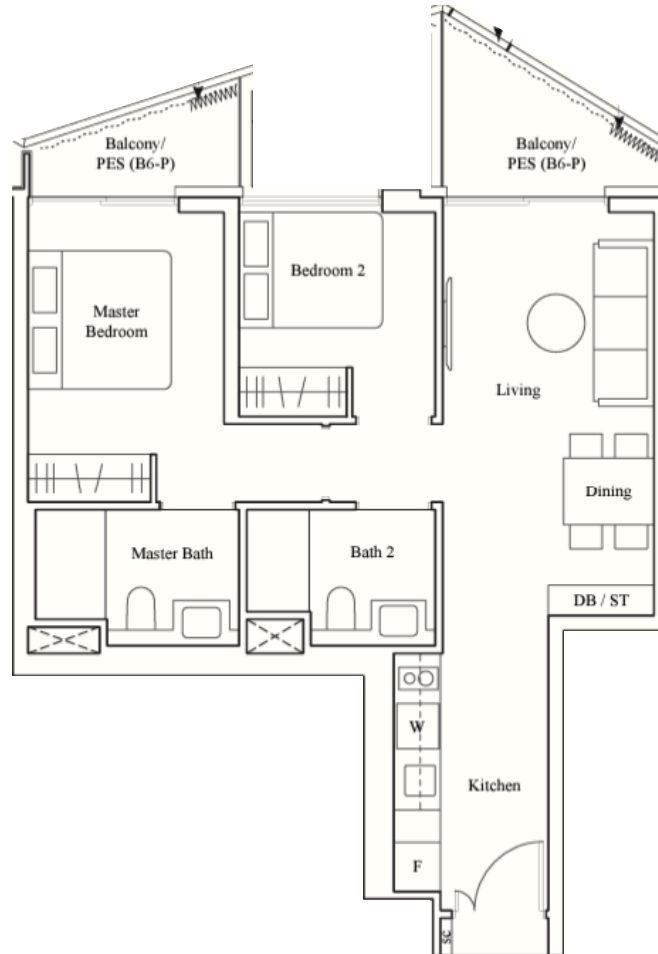 Balcony/
PES (B6-P)
Balcony/
PES (B6-P)
Master
Bedroom
Bedroom 2
Living
Dining
Master Bath
Bath 2
DB / ST
W
Kitchen
F
SC